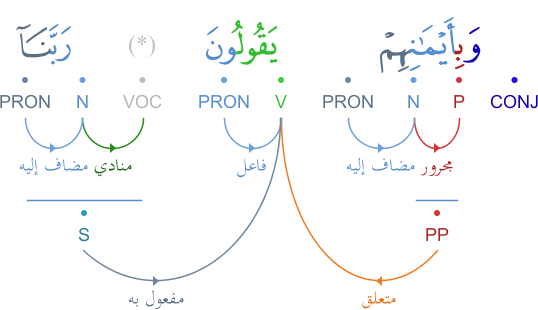 وَبِأَيْمَـٰنِهِمْ يَقُولُونَ (*) رَبَّنَآ
PRON N VOC PRON V PRON N P CONJ
مضاف إليه منادي فاعل مضاف إليه مجرور
S PP
مفعول به متعلق